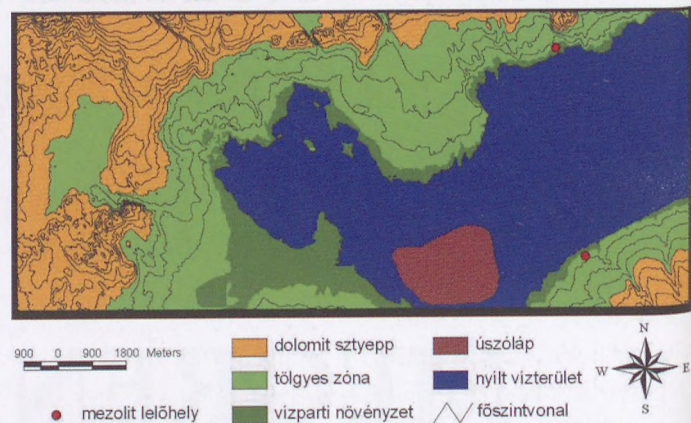 900 0 900 1800 Meters
mezolit lelőhely
dolomit sztyepp
tölgyes zóna
vízparti növényzet
úszóláp
nyílt vízterület
főszintvonal
N
W E
S